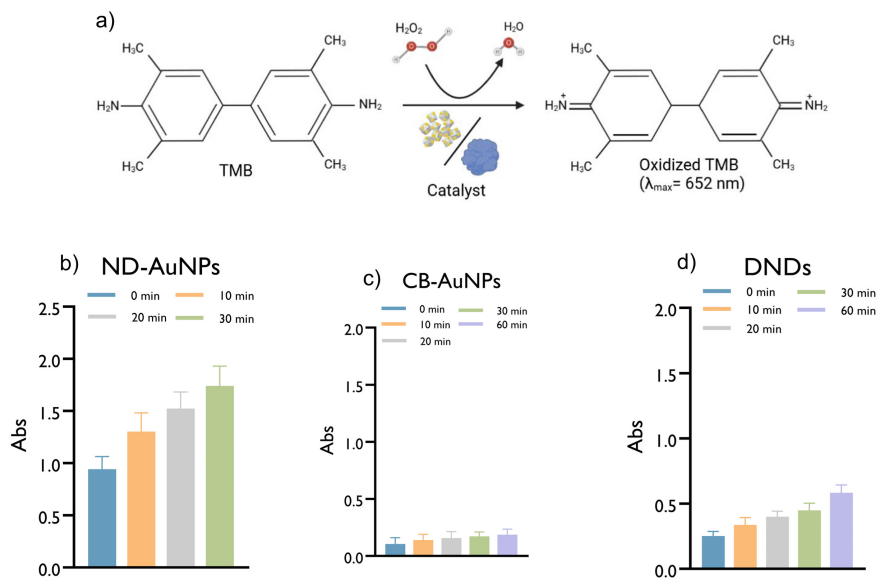 a)
H₂O₂
H₂O
CH₃
H₃C
CH₃
H₃C
H₂N
NH₂
H₃C
CH₃
H₃C
CH₃
TMB
Catalyst
H₂N
+
+
NH₂
Oxidized TMB
(λmax= 652 nm)
H
O
O
H
O
H
H
b)
ND-AuNPs
0 min
10 min
20 min
30 min
2.5
2.0
1.5
1.0
0.5
0.0
Abs
c)
CB-AuNPs
0 min
30 min
10 min
60 min
20 min
2.0
1.5
1.0
0.5
0.0
Abs
d)
DNDs
0 min
30 min
10 min
60 min
20 min
2.0
1.5
1.0
0.5
0.0
Abs